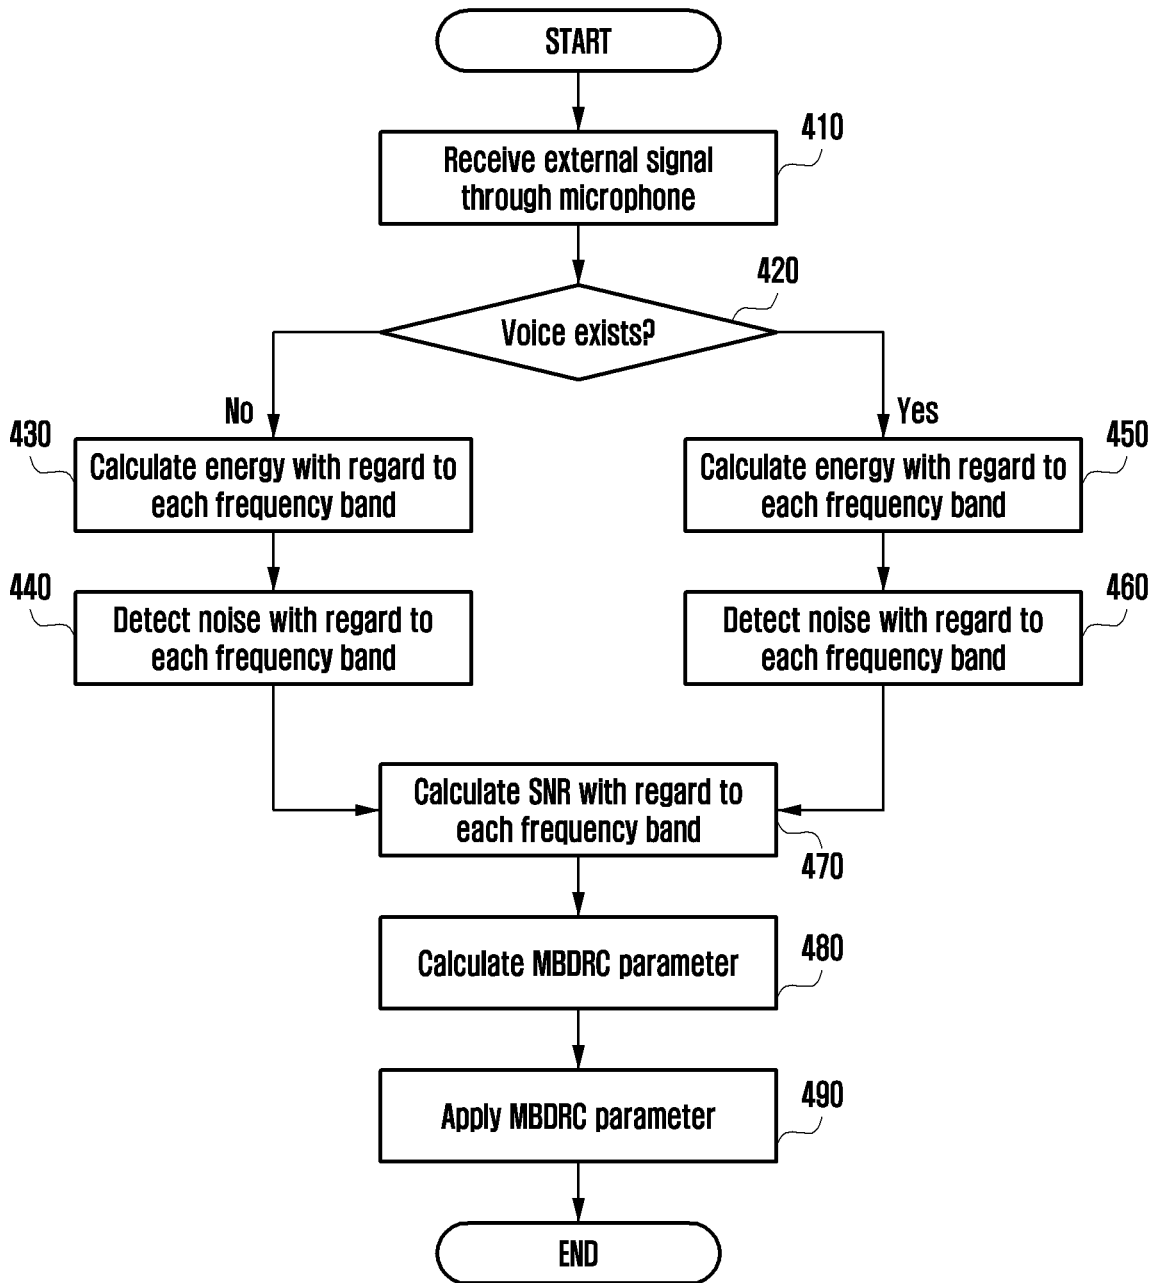 START
410
Receive external signal
through microphone
420
Voice exists?
No
Yes
430
Calculate energy with regard to
each frequency band
450
Calculate energy with regard to
each frequency band
440
Detect noise with regard to
each frequency band
460
Detect noise with regard to
each frequency band
Calculate SNR with regard to
each frequency band
470
Calculate MBDRC parameter
480
Apply MBDRC parameter
490
END